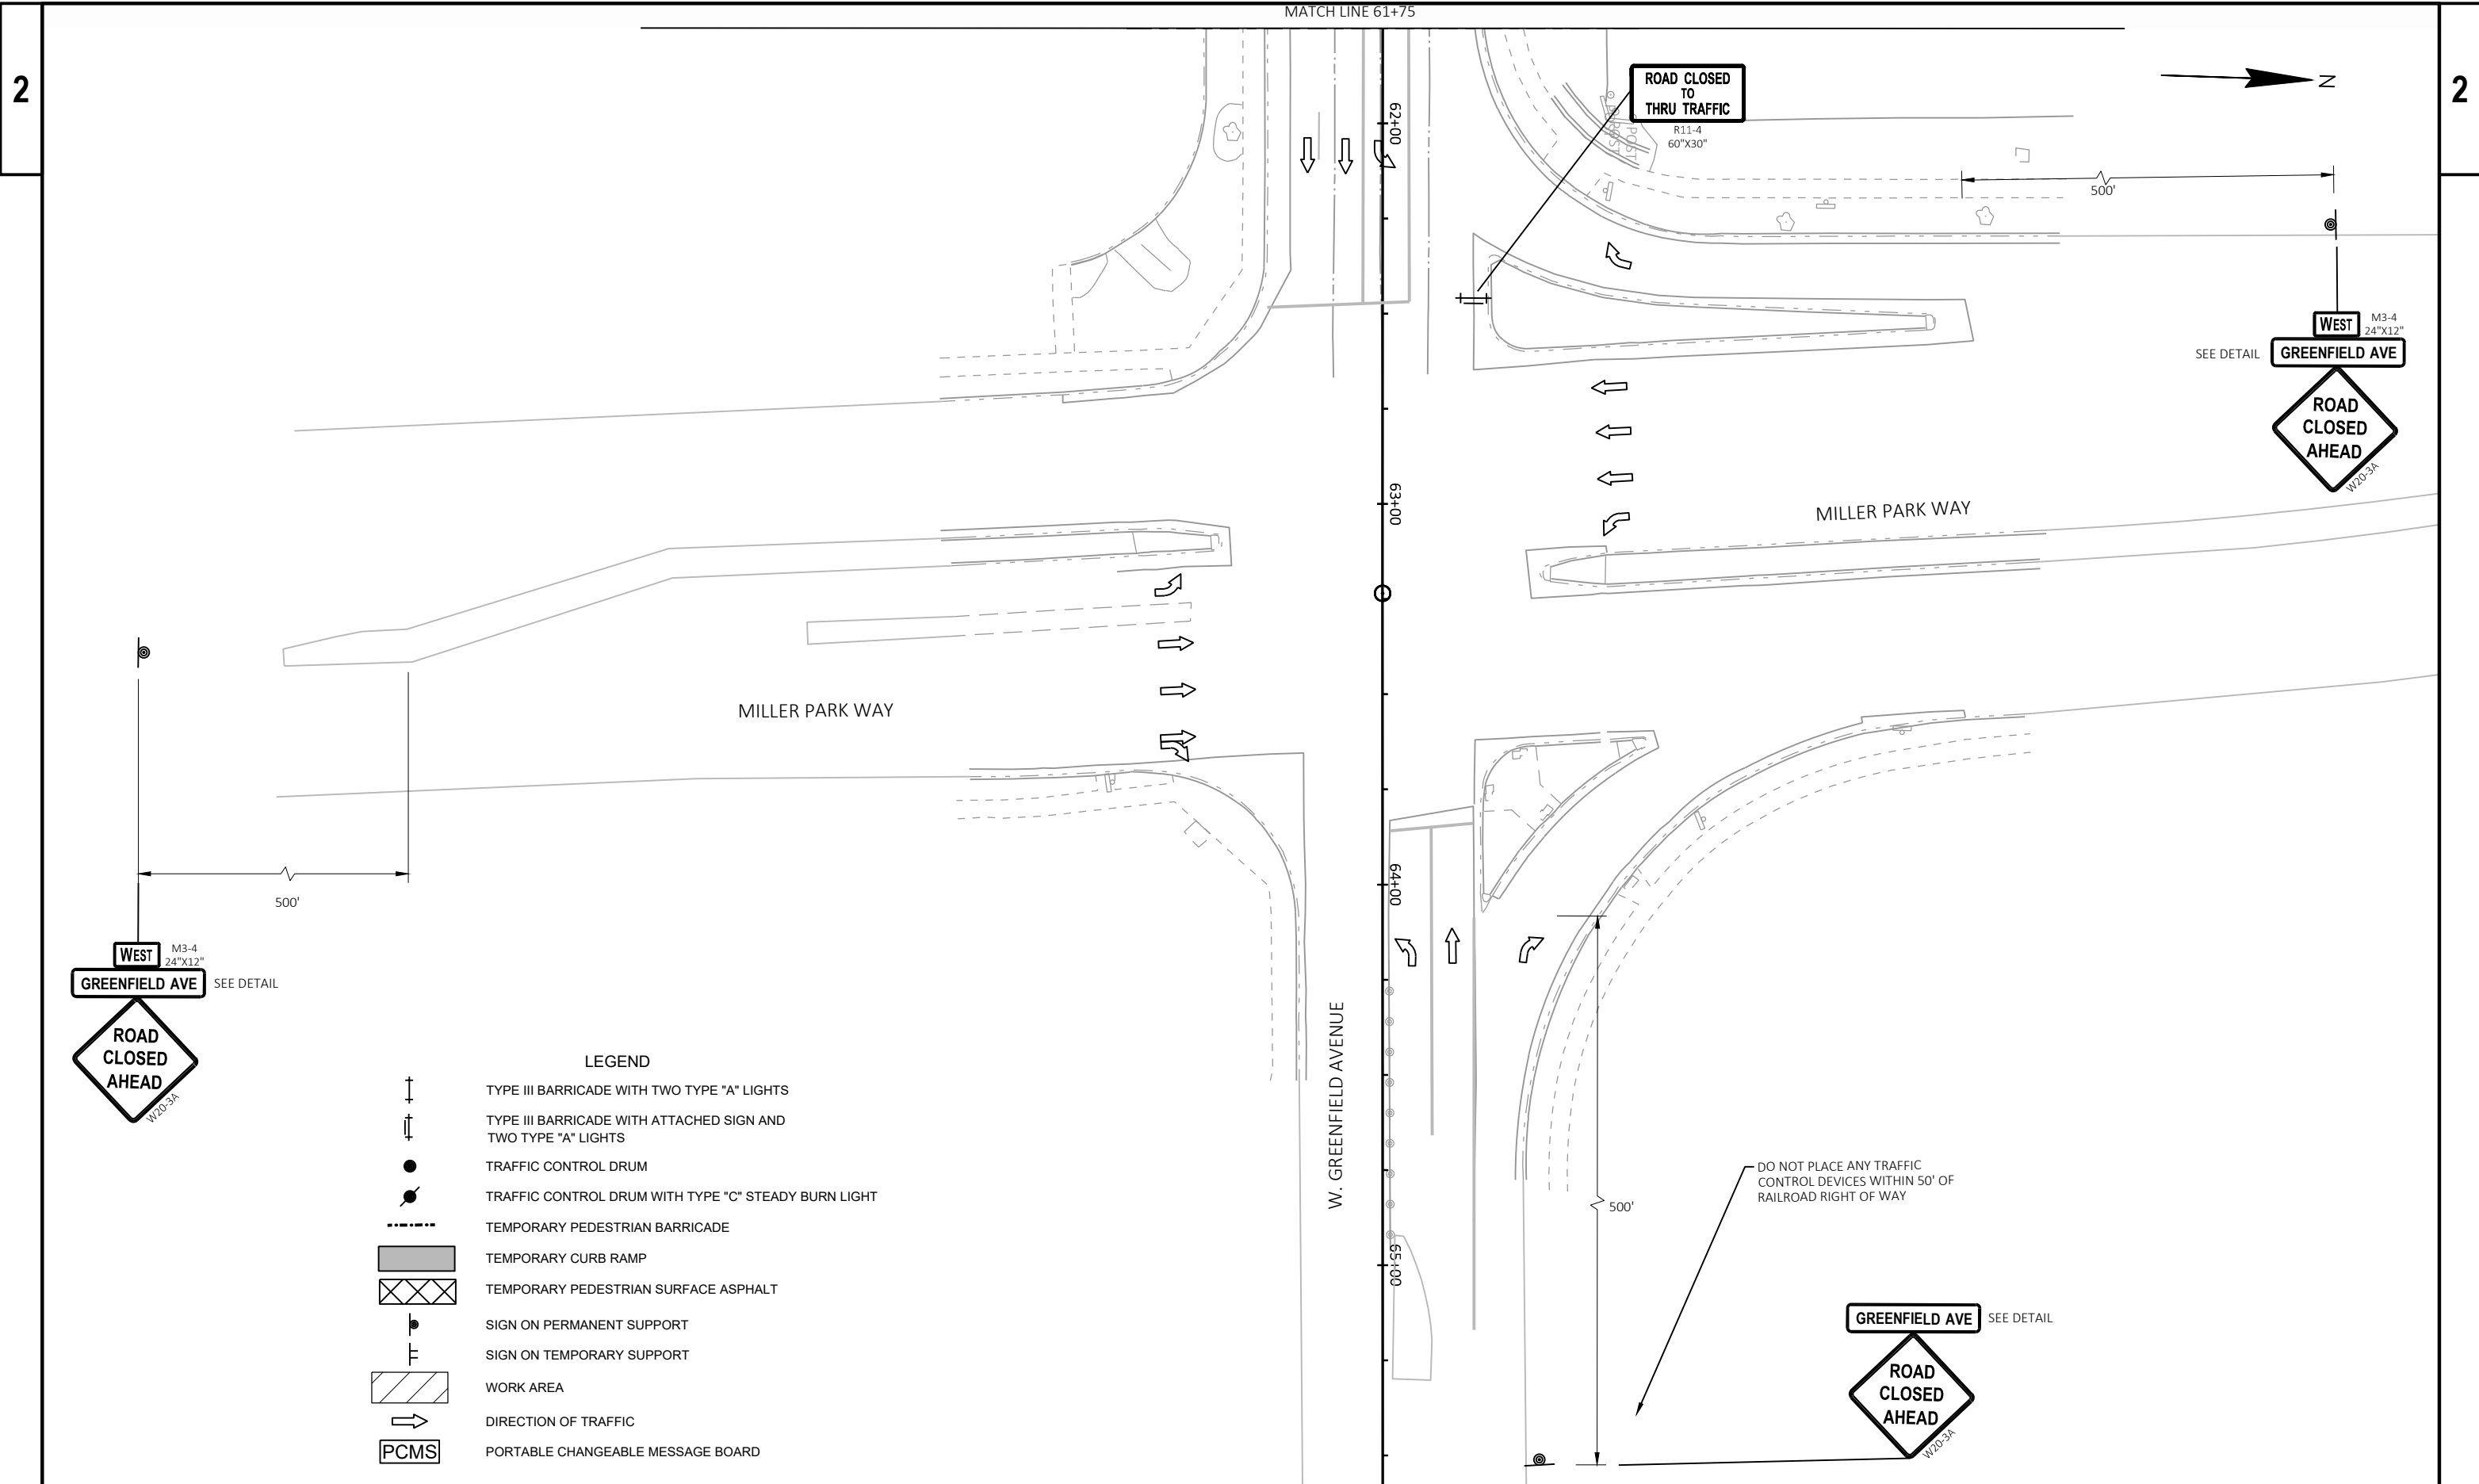 MATCH LINE 61+75
2
2
N
ROAD CLOSED
TO
THRU TRAFFIC
R11-4
60"X30"
62+00
500'
WEST
M3-4
24"X12"
SEE DETAIL
GREENFIELD AVE
ROAD
CLOSED
AHEAD
W20-3A
63+00
MILLER PARK WAY
MILLER PARK WAY
500'
WEST
M3-4
24"X12"
GREENFIELD AVE
SEE DETAIL
ROAD
CLOSED
AHEAD
W20-3A
64+00
W. GREENFIELD AVENUE
65+00
500'
DO NOT PLACE ANY TRAFFIC
CONTROL DEVICES WITHIN 50' OF
RAILROAD RIGHT OF WAY
GREENFIELD AVE
SEE DETAIL
ROAD
CLOSED
AHEAD
W20-3A
LEGEND
TYPE III BARRICADE WITH TWO TYPE "A" LIGHTS
TYPE III BARRICADE WITH ATTACHED SIGN AND
TWO TYPE "A" LIGHTS
TRAFFIC CONTROL DRUM
TRAFFIC CONTROL DRUM WITH TYPE "C" STEADY BURN LIGHT
TEMPORARY PEDESTRIAN BARRICADE
TEMPORARY CURB RAMP
TEMPORARY PEDESTRIAN SURFACE ASPHALT
SIGN ON PERMANENT SUPPORT
SIGN ON TEMPORARY SUPPORT
WORK AREA
DIRECTION OF TRAFFIC
PCMS
PORTABLE CHANGEABLE MESSAGE BOARD